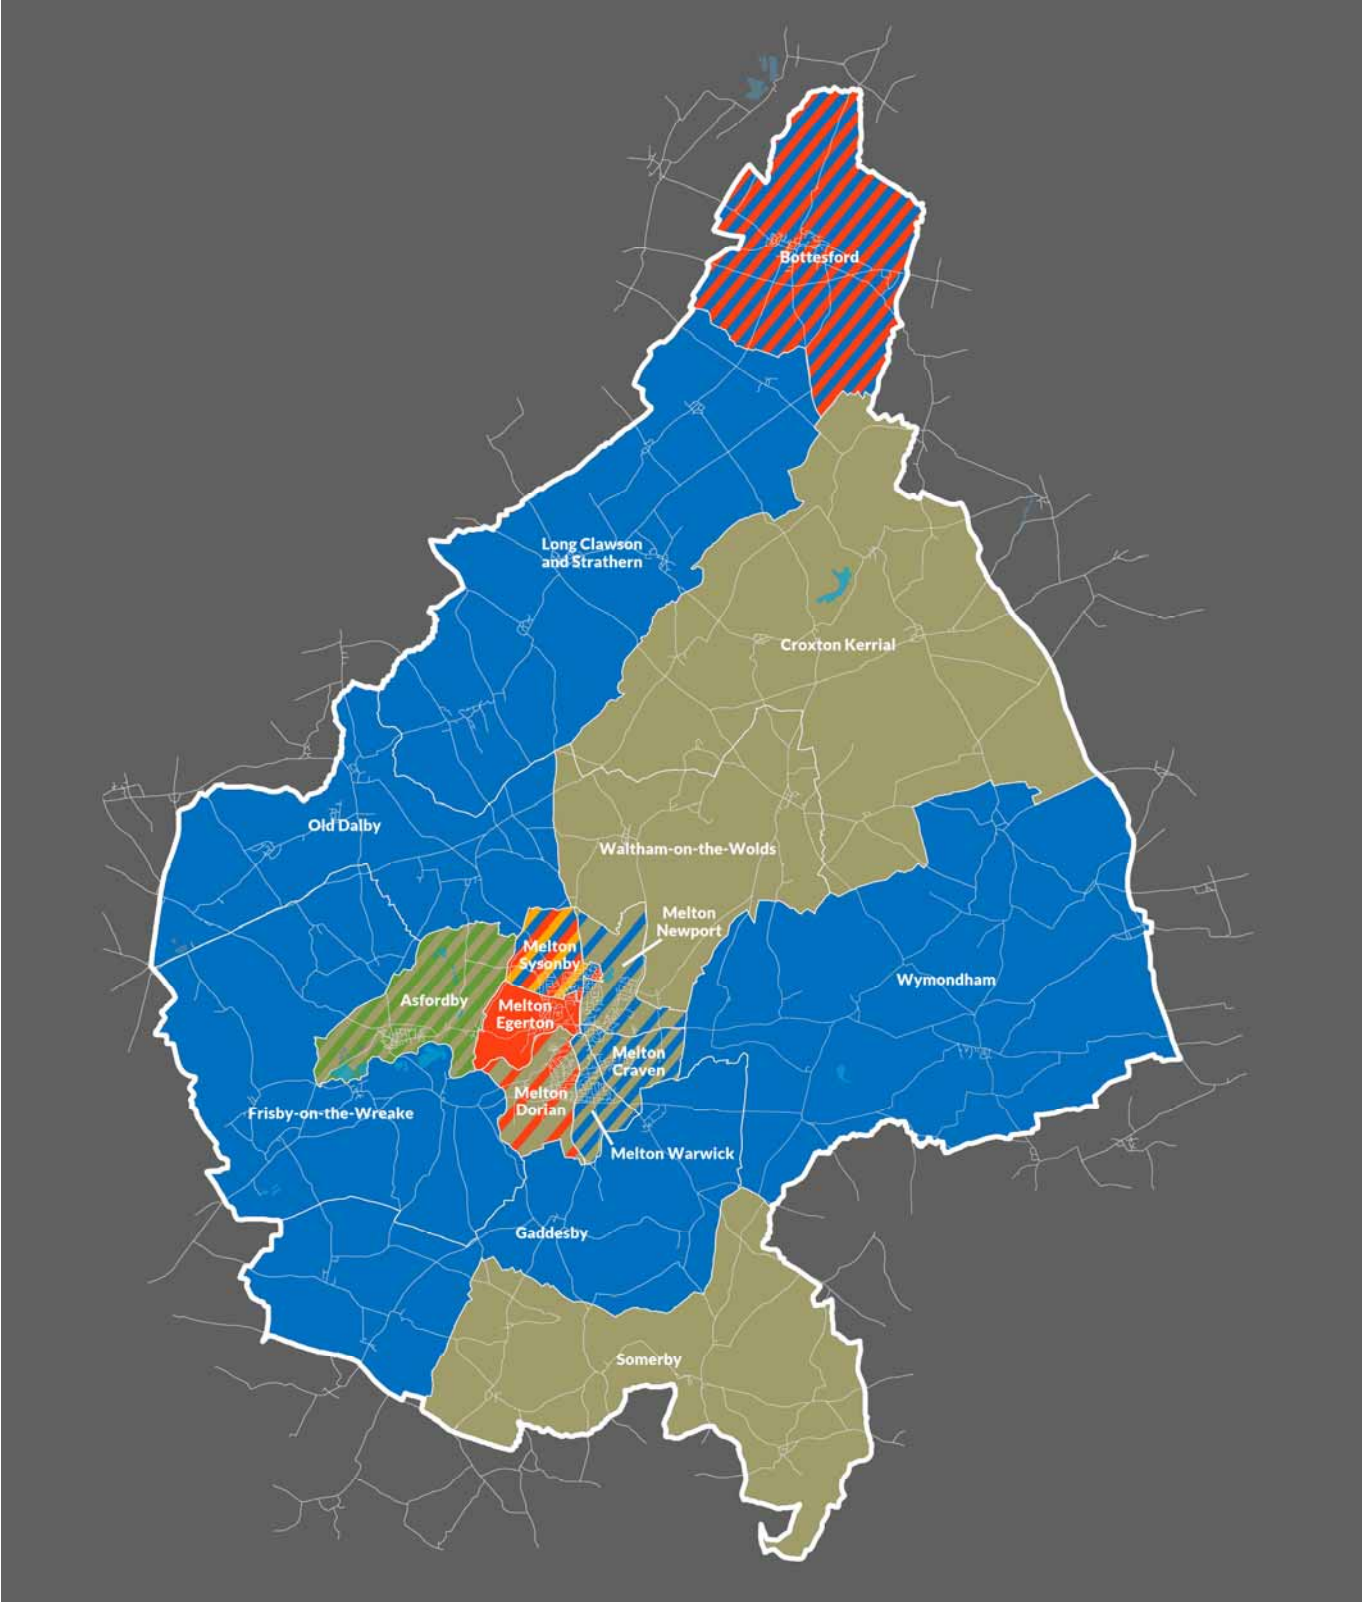 Bottesford
Long Clawson
and Strathern
Croxton Kerrial
Old Dalby
Waltham-on-the-Wolds
Melton
Newport
Melton
Sysonby
Wymondham
Asfordby
Melton
Egerton
Melton
Craven
Melton
Dorian
Frisby-on-the-Wreake
Melton Warwick
Gaddesby
Somerby